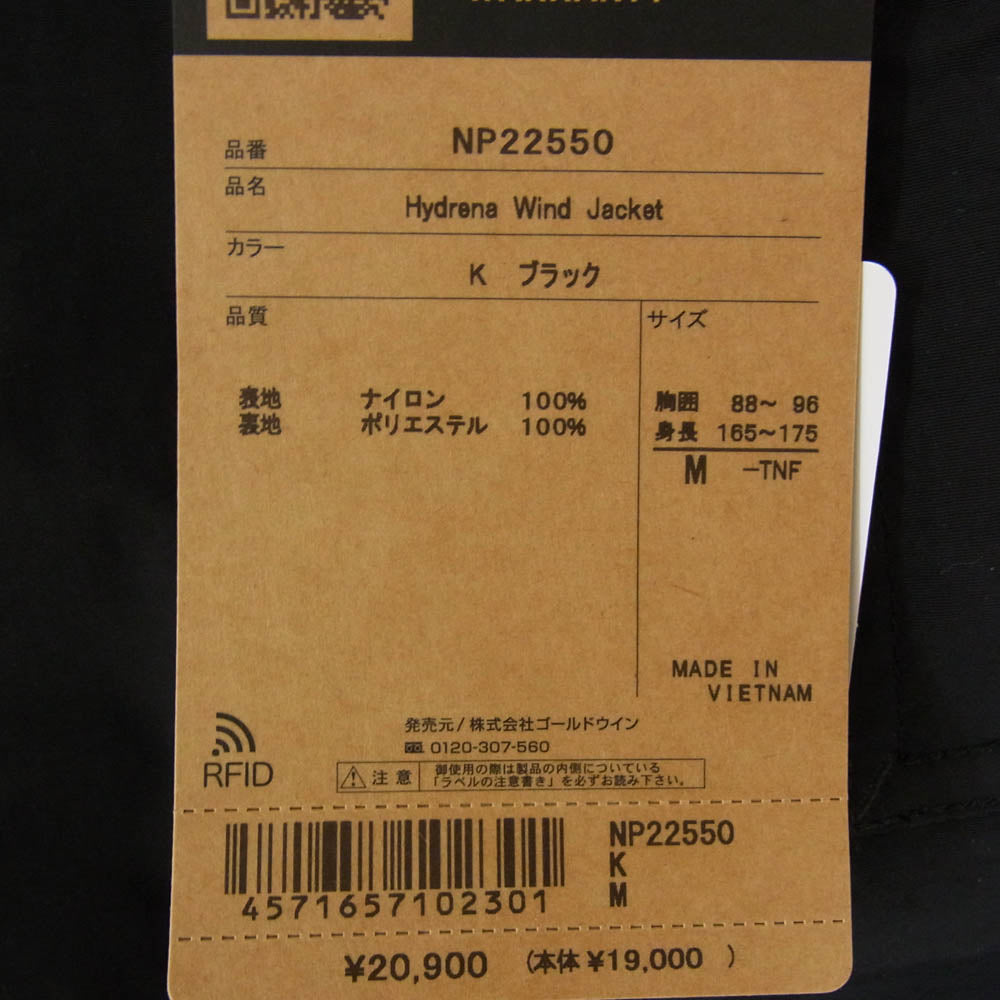 品番 NP22550
品名
Hydrena Wind Jacket
カラー
K ブラック
品質
サイズ
表地 ナイロン 100%
裏地 ポリエステル 100%
胸囲 88～ 96
身長 165～175
M -TNF
MADE IN
VIETNAM
発売元/株式会社ゴールドウイン
0120-307-560
RFID
注意
御使用の際は製品の内側についている
「ラベルの注意書き」を必ずお読み下さい。
4571657102301
NP22550
K
M
¥20,900 (本体 ¥19,000 )